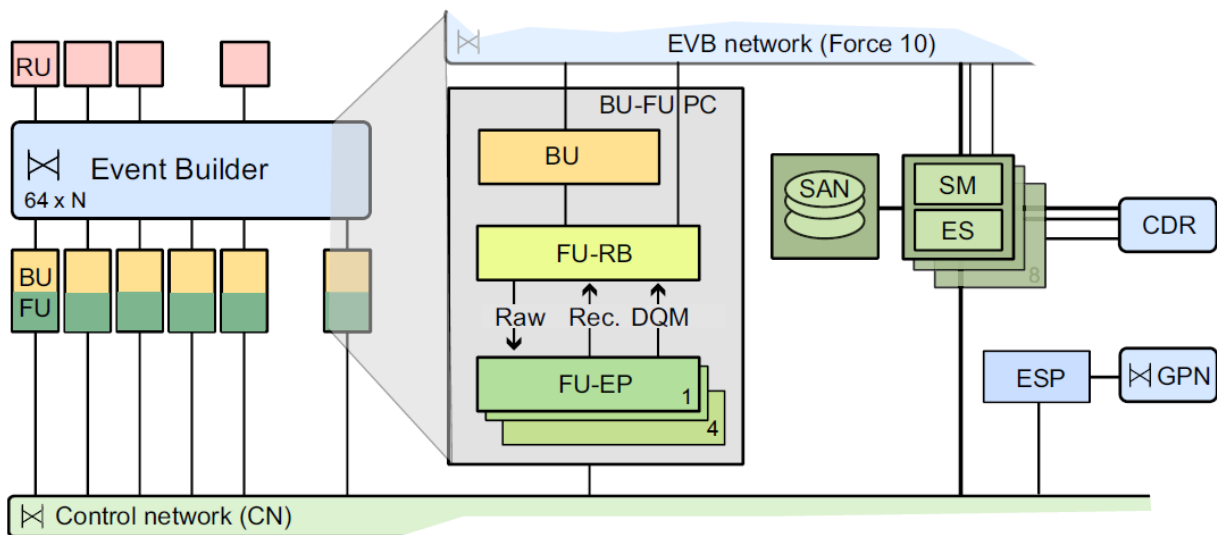 RU
Event Builder
64 x N
BU
FU
EVB network (Force 10)
BU-FU PC
BU
FU-RB
Raw Rec. DQM
FU-EP
1
4
SAN
SM
ES
8
CDR
ESP
GPN
Control network (CN)